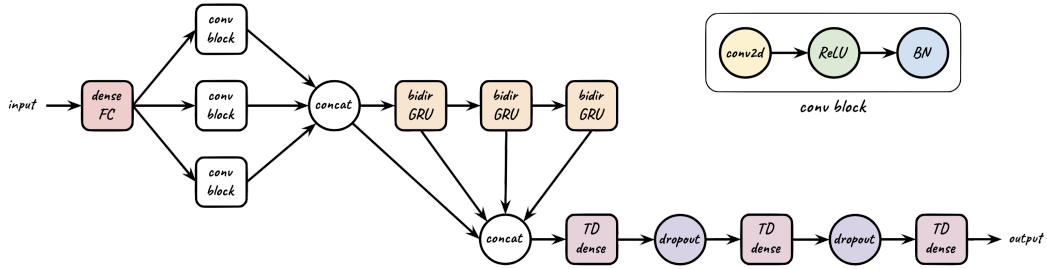 conv
block
conv2d
ReLU
BN
input
dense
FC
conv
block
concat
bidir
GRU
bidir
GRU
bidir
GRU
conv block
conv
block
concat
TD
dense
dropout
TD
dense
dropout
TD
dense
output